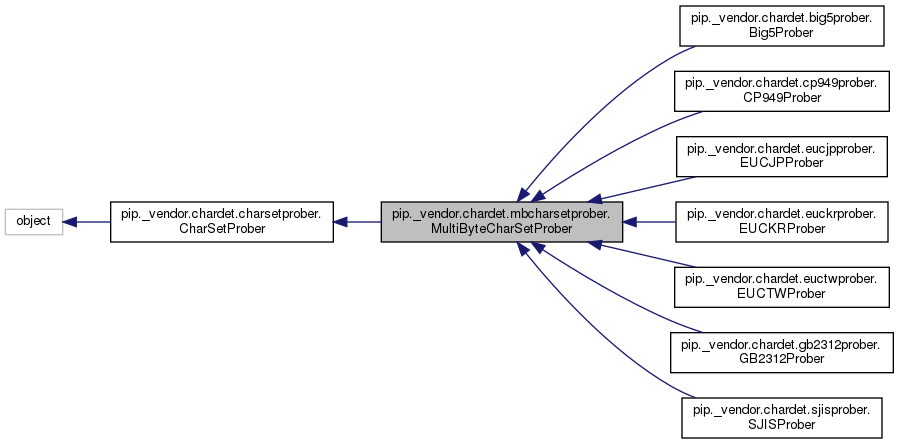 pip._vendor.chardet.big5prober.
Big5Prober
pip._vendor.chardet.cp949prober.
CP949Prober
pip._vendor.chardet.eucjpprober.
EUCJPProber
object
pip._vendor.chardet.charsetprober.
CharSetProber
pip._vendor.chardet.mbcharsetprober.
MultiByteCharSetProber
pip._vendor.chardet.euckrprober.
EUCKRProber
pip._vendor.chardet.euctwprober.
EUCTWProber
pip._vendor.chardet.gb2312prober.
GB2312Prober
pip._vendor.chardet.sjisprober.
SJISProber